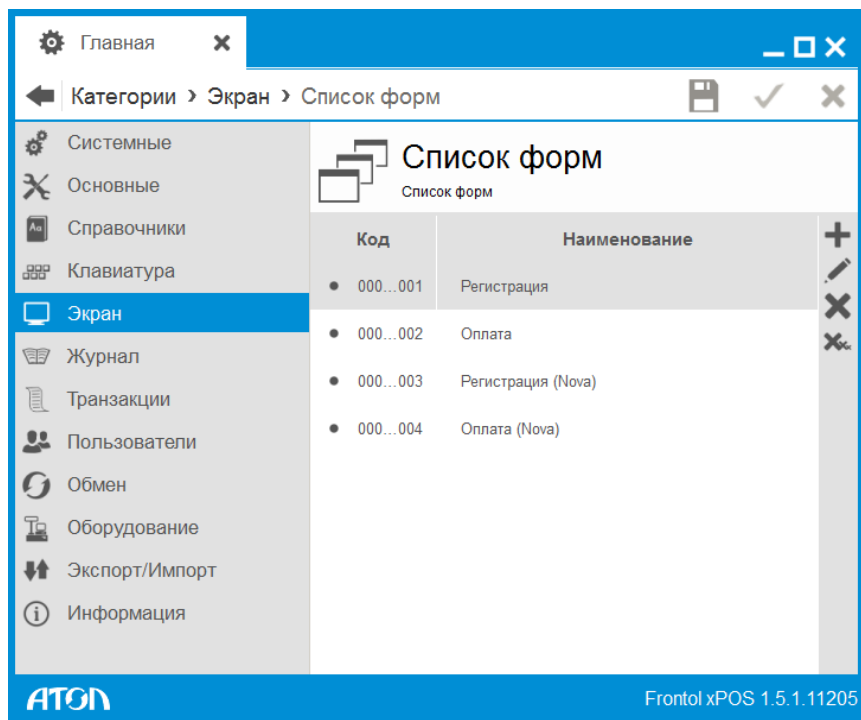 Главная
Категории › Экран › Список форм
Системные
Основные
Справочники
Клавиатура
Экран
Журнал
Транзакции
Пользователи
Обмен
Оборудование
Экспорт/Импорт
Информация
Список форм
Список форм
Код Наименование
000...001 Регистрация
000...002 Оплата
000...003 Регистрация (Nova)
000...004 Оплата (Nova)
ATOL Frontol xPOS 1.5.1.11205